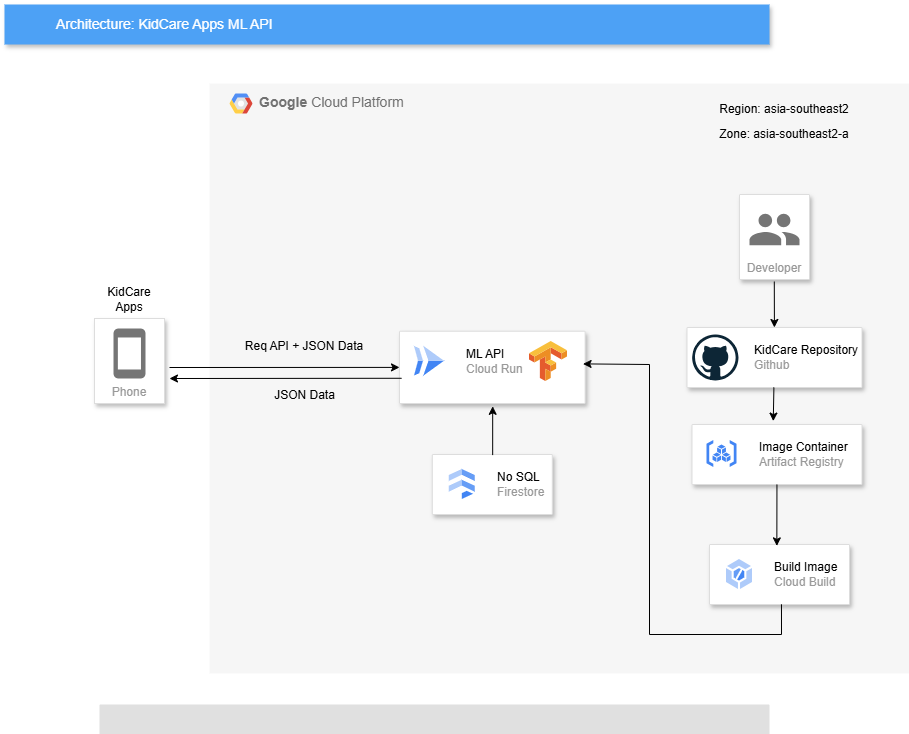 Architecture: KidCare Apps ML API
Google Cloud Platform
Region: asia-southeast2
Zone: asia-southeast2-a
Developer
KidCare
Apps
Phone
Req API + JSON Data
JSON Data
ML API
Cloud Run
No SQL
Firestore
KidCare Repository
Github
Image Container
Artifact Registry
Build Image
Cloud Build